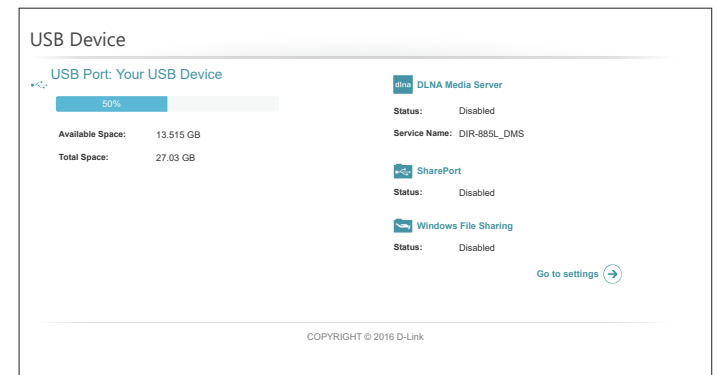 USB Device
USB Port: Your USB Device
50%
Available Space: 13.515 GB
Total Space: 27.03 GB
dlna DLNA Media Server
Status: Disabled
Service Name: DIR-885L_DMS
SharePort
Status: Disabled
Windows File Sharing
Status: Disabled
Go to settings
COPYRIGHT © 2016 D-Link